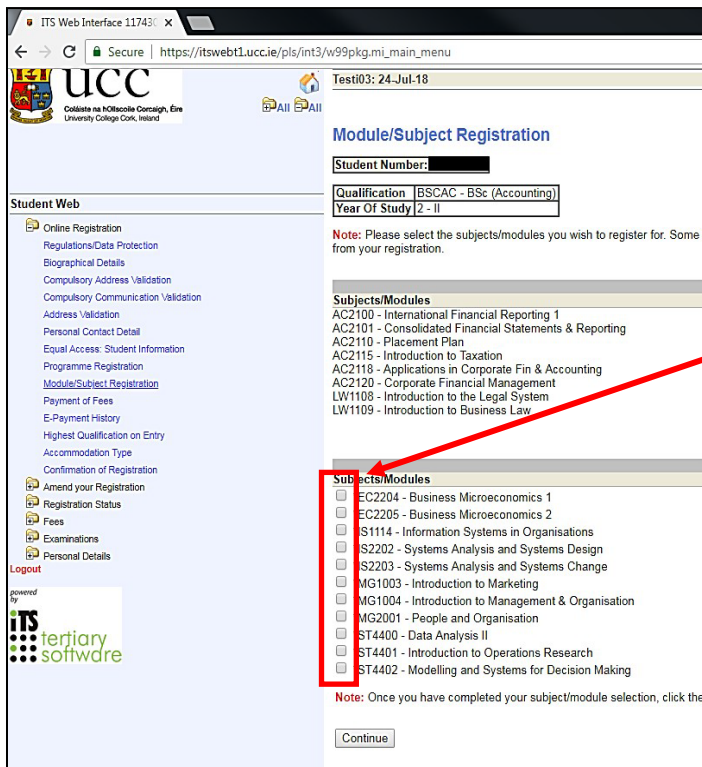 ITS Web Interface 11743
Secure | https://itswebt1.ucc.ie/pls/int3/w99pkg.mi_main_menu
UCC
Coláiste na hOllscoile Corcaigh, Éire
University College Cork, Ireland
All All
Student Web
Online Registration
Regulations/Data Protection
Biographical Details
Compulsory Address Validation
Compulsory Communication Validation
Address Validation
Personal Contact Detail
Equal Access: Student Information
Programme Registration
Module/Subject Registration
Payment of Fees
E-Payment History
Highest Qualification on Entry
Accommodation Type
Confirmation of Registration
Amend your Registration
Registration Status
Fees
Examinations
Personal Details
Logout
powered
by
iTS
tertiary
software
Testi03: 24-Jul-18
Module/Subject Registration
Student Number:
Qualification BSCAC - BSc (Accounting)
Year Of Study 2 - II
Note: Please select the subjects/modules you wish to register for. Some
from your registration.
Subjects/Modules
AC2100 - International Financial Reporting 1
AC2101 - Consolidated Financial Statements & Reporting
AC2110 - Placement Plan
AC2115 - Introduction to Taxation
AC2118 - Applications in Corporate Fin & Accounting
AC2120 - Corporate Financial Management
LW1108 - Introduction to the Legal System
LW1109 - Introduction to Business Law
Subjects/Modules
EC2204 - Business Microeconomics 1
EC2205 - Business Microeconomics 2
IS1114 - Information Systems in Organisations
IS2202 - Systems Analysis and Systems Design
IS2203 - Systems Analysis and Systems Change
MG1003 - Introduction to Marketing
MG1004 - Introduction to Management & Organisation
MG2001 - People and Organisation
ST4400 - Data Analysis II
ST4401 - Introduction to Operations Research
ST4402 - Modelling and Systems for Decision Making
Note: Once you have completed your subject/module selection, click the
Continue